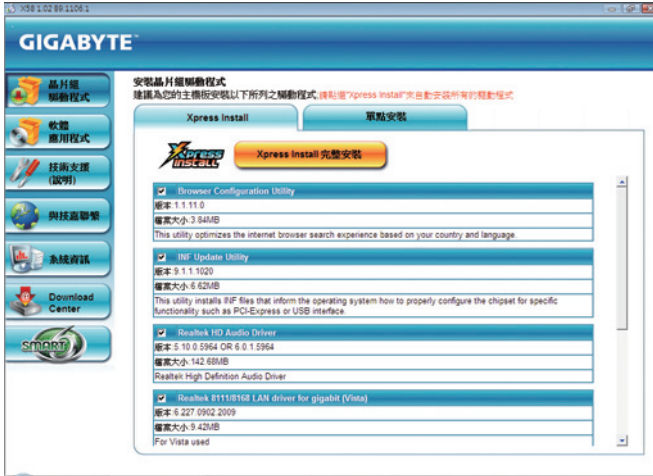 X58 1.02 B9.1106.1
GIGABYTE™
晶片組
驅動程式
軟體
應用程式
技術支援
(說明)
與技嘉聯繫
系統資訊
Download
Center
SMART
安裝晶片組驅動程式
建議為您的主機板安裝以下所列之驅動程式;請點選"Xpress Install"來自動安裝所有的驅動程式
Xpress Install
單點安裝
Xpress
INSTALL
Xpress Install 完整安裝
Browser Configuration Utility
版本:1.1.11.0
檔案大小:3.84MB
This utility optimizes the internet browser search experience based on your country and language.
INF Update Utility
版本:9.1.1.1020
檔案大小:6.62MB
This utility installs INF files that inform the operating system how to properly configure the chipset for specific
functionality such as PCI-Express or USB interface.
Realtek HD Audio Driver
版本:5.10.0.5964 OR 6.0.1.5964
檔案大小:142.68MB
Realtek High Definition Audio Driver
Realtek 8111/8168 LAN driver for gigabit (Vista)
版本:6.227.0902.2009
檔案大小:9.42MB
For Vista used